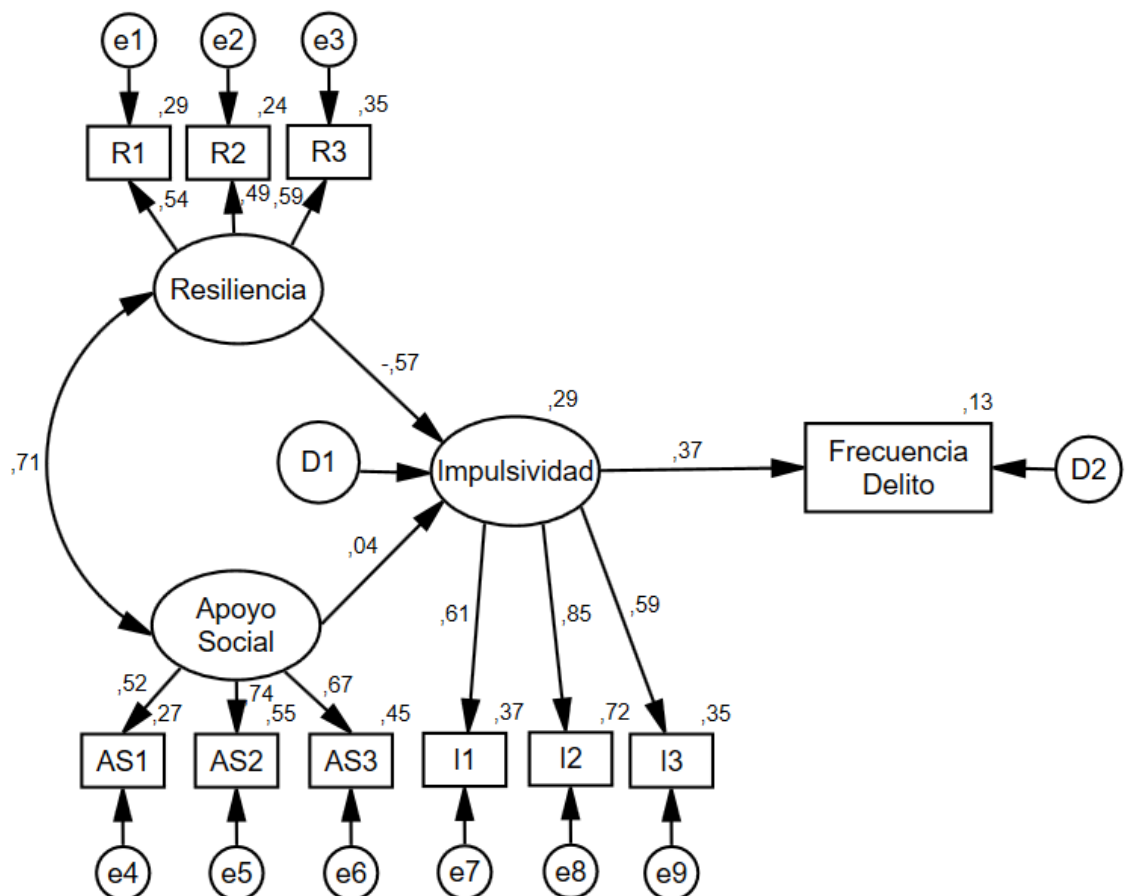 e1
e2
e3
,29
,24
,35
R1
R2
R3
,54
,49
,59
Resiliencia
-,57
,71
,29
,13
D1
Impulsividad
,37
Frecuencia
Delito
D2
,04
Apoyo
Social
,61
,85
,59
,52
,74
,67
,27
,55
,45
,37
,72
,35
AS1
AS2
AS3
I1
I2
I3
e4
e5
e6
e7
e8
e9